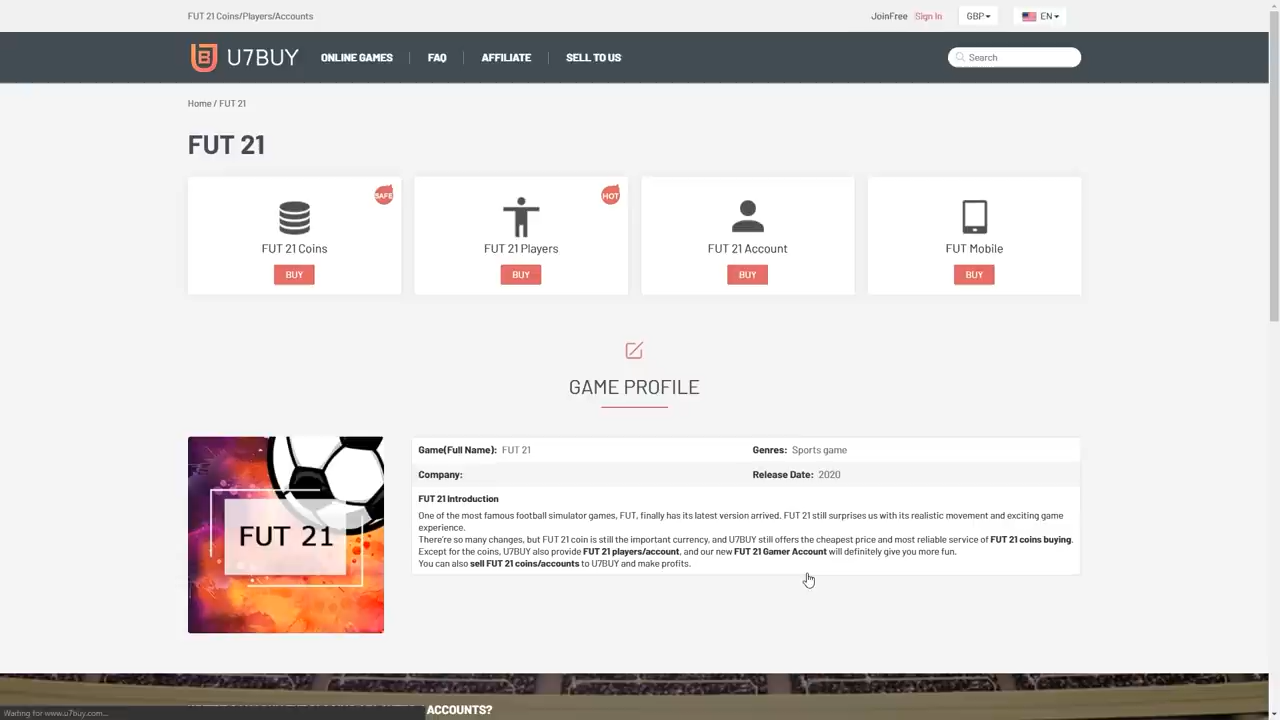 FUT 21 Coins/Players/Accounts
JoinFree Sign In GBP EN
U7BUY ONLINE GAMES FAQ AFFILIATE SELL TO US Search
Home / FUT 21
FUT 21
SAFE
HOT
FUT 21 Coins
BUY
FUT 21 Players
BUY
FUT 21 Account
BUY
FUT Mobile
BUY
GAME PROFILE
FUT 21
Game(Full Name): FUT 21 Genres: Sports game
Company: Release Date: 2020
FUT 21 Introduction
One of the most famous football simulator games, FUT, finally has its latest version arrived. FUT 21 still surprises us with its realistic movement and exciting game
experience.
There're so many changes, but FUT 21 coin is still the important currency, and U7BUY still offers the cheapest price and most reliable service of FUT 21 coins buying.
Except for the coins, U7BUY also provide FUT 21 players/account, and our new FUT 21 Gamer Account will definitely give you more fun.
You can also sell FUT 21 coins/accounts to U7BUY and make profits.
ACCOUNTS?
Waiting for www.u7buy.com...